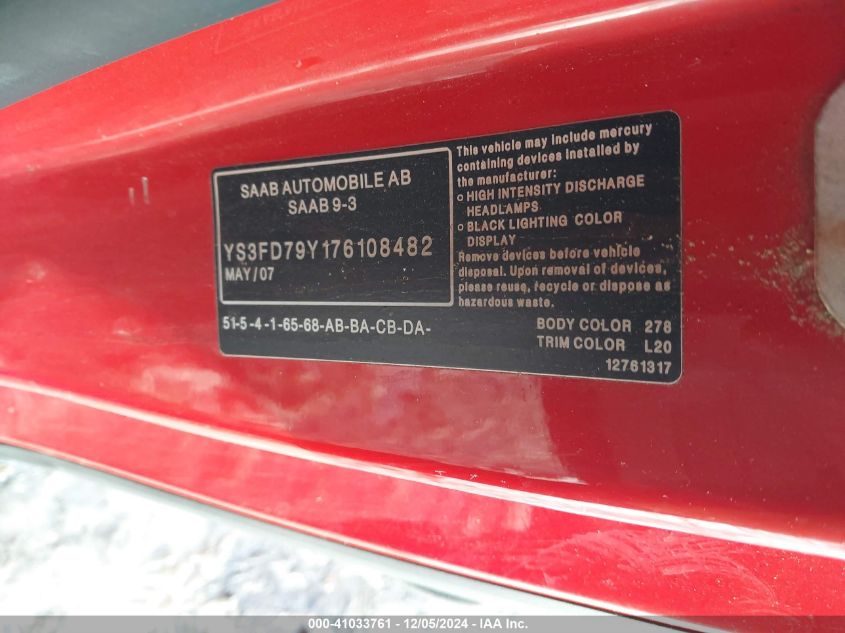 SAAB AUTOMOBILE AB
SAAB 9-3
YS3FD79Y176108482
MAY/07
51-5-4-1-65-68-AB-BA-CB-DA-
This vehicle may include mercury
containing devices installed by
the manufacturer:
○ HIGH INTENSITY DISCHARGE
HEADLAMPS
○ BLACK LIGHTING COLOR
DISPLAY
Remove devices before vehicle
disposal. Upon removal of devices,
please reuse, recycle or dispose as
hazardous waste.
BODY COLOR 278
TRIM COLOR L20
12761317
000-41033761 - 12/05/2024 - IAA Inc.